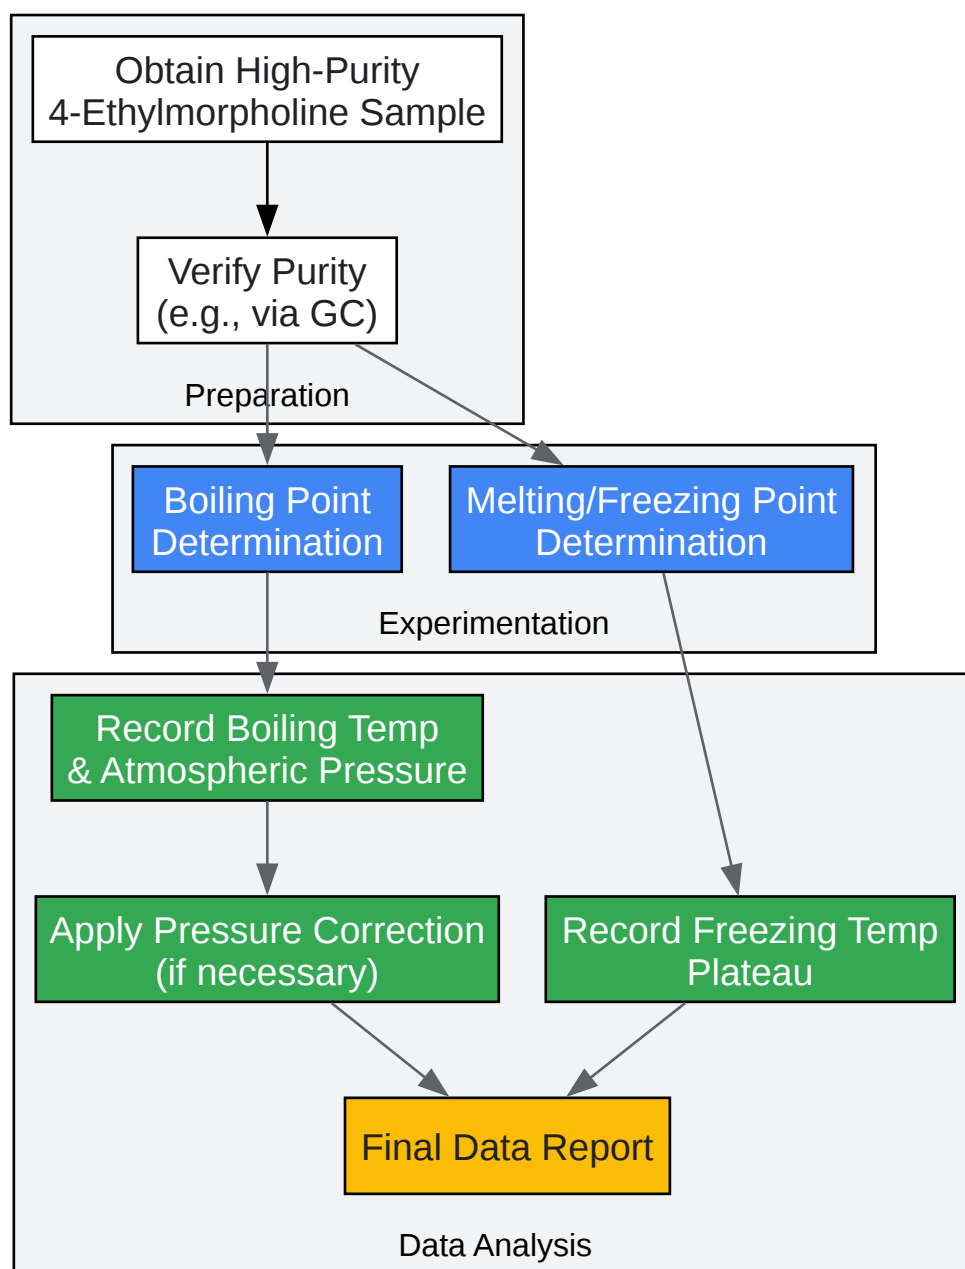 Obtain High-Purity
4-Ethylmorpholine Sample
Verify Purity
(e.g., via GC)
Preparation
Boiling Point
Determination
Melting/Freezing Point
Determination
Experimentation
Record Boiling Temp
& Atmospheric Pressure
Apply Pressure Correction
(if necessary)
Record Freezing Temp
Plateau
Final Data Report
Data Analysis